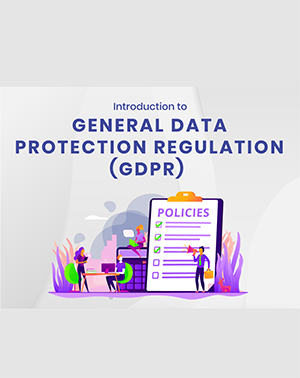 Introduction to
GENERAL DATA
PROTECTION REGULATION
(GDPR)
POLICIES